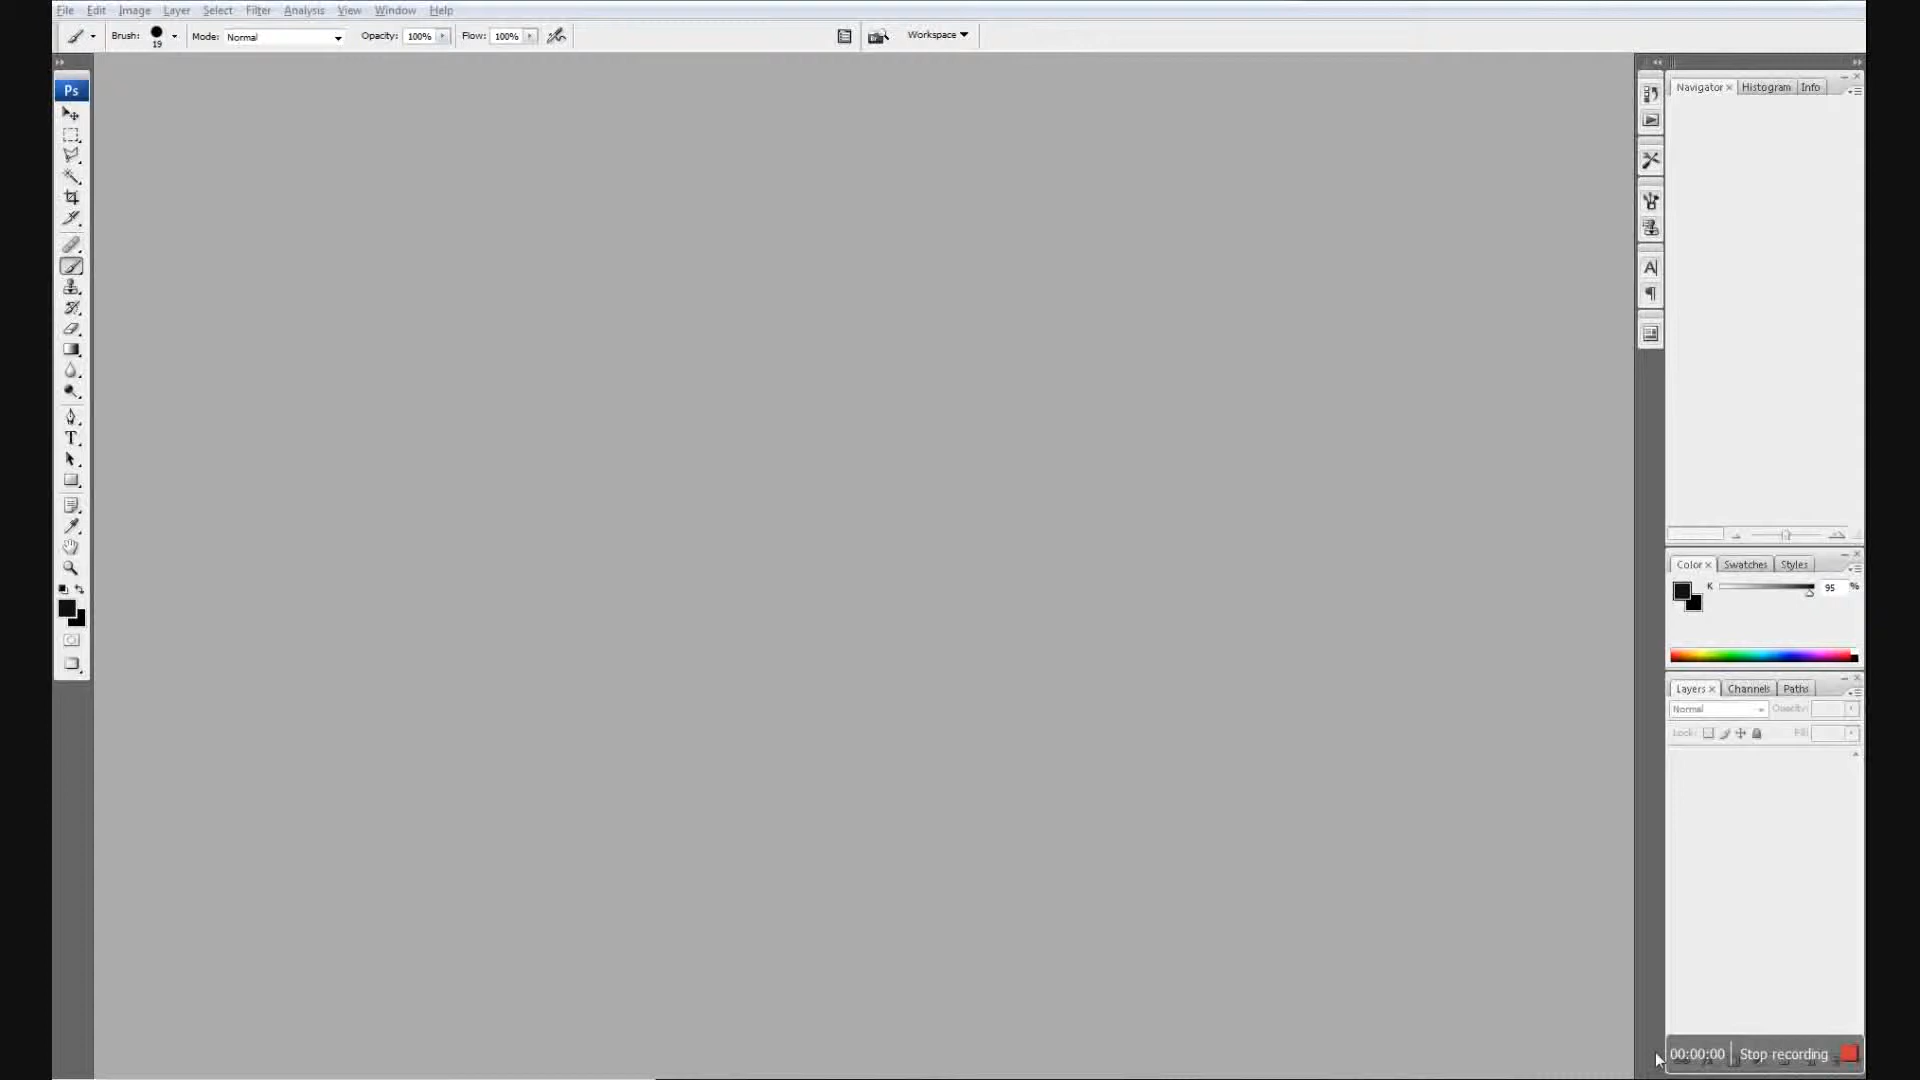 File Edit Image Layer Select Filter Analysis View Window Help
Brush: 19 Mode: Normal Opacity: 100% Flow: 100% Workspace
Ps
Navigator × Histogram Info
T
A
Color × Swatches Styles
K 95 %
Layers × Channels Paths
Normal Opacity:
Lock: Fill:
00:00:00 Stop recording